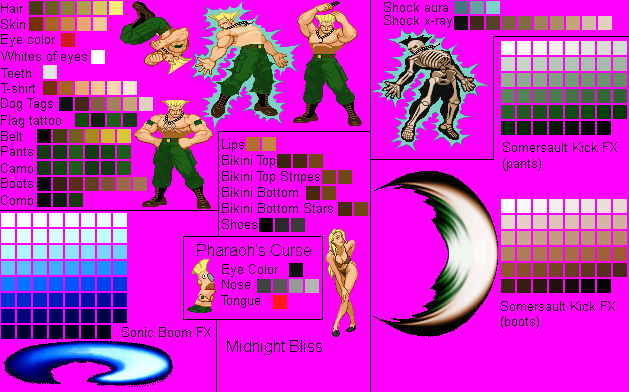 Hair
Skin
Eye color
Whites of eyes
Teeth
T-shirt
Dog Tags
Flag tattoo
Belt
Pants
Camo
Boots
Comb
Shock aura
Shock x-ray
Somersault Kick FX
(pants)
Lips
Bikini Top
Bikini Top Stripes
Bikini Bottom
Bikini Bottom Stars
Shoes
Pharaoh's Curse
Eye Color
Nose
Tongue
Sonic Boom FX
Midnight Bliss
Somersault Kick FX
(boots)